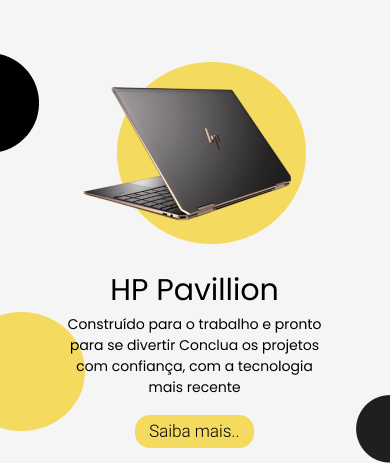 HP Pavillion
Construído para o trabalho e pronto
para se divertir Conclua os projetos
com confiança, com a tecnologia
mais recente
Saiba mais..